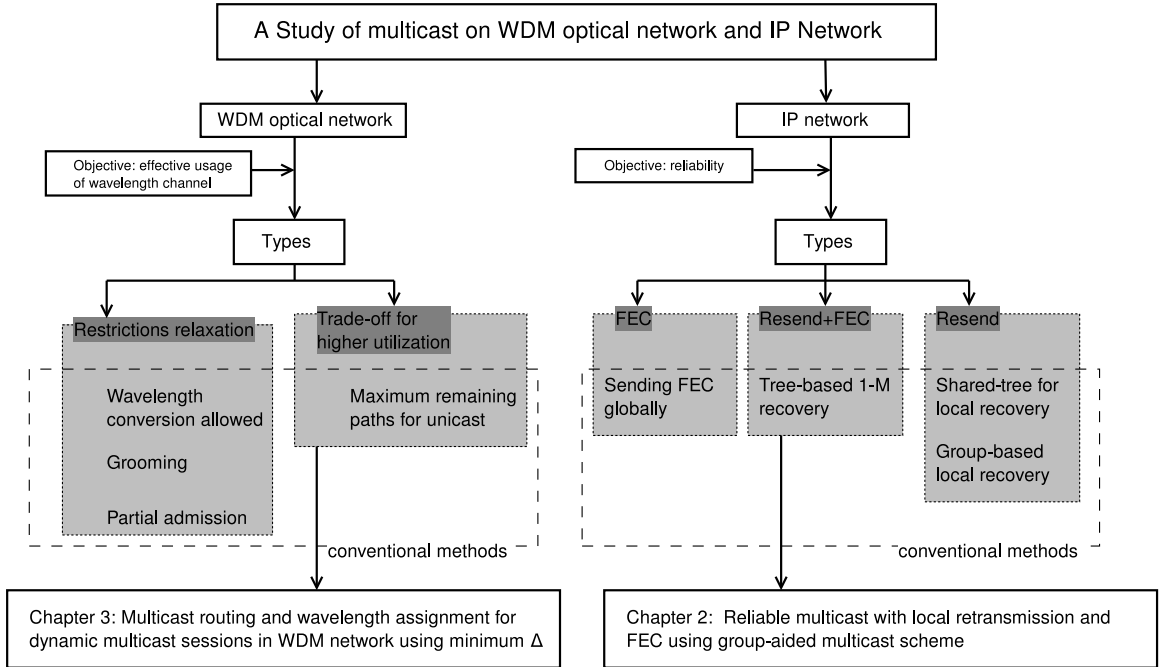 A Study of multicast on WDM optical network and IP Network
WDM optical network
Objective: effective usage
of wavelength channel
Types
Restrictions relaxation
Wavelength
conversion allowed
Grooming
Partial admission
Trade-off for
higher utilization
Maximum remaining
paths for unicast
conventional methods
Chapter 3: Multicast routing and wavelength assignment for
dynamic multicast sessions in WDM network using minimum Δ
IP network
Objective: reliability
Types
FEC
Sending FEC
globally
Resend+FEC
Tree-based 1-M
recovery
Resend
Shared-tree for
local recovery
Group-based
local recovery
conventional methods
Chapter 2: Reliable multicast with local retransmission and
FEC using group-aided multicast scheme